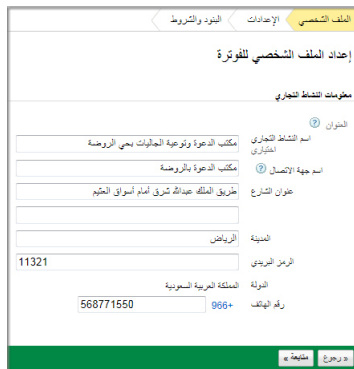 الملف الشخصي الإعدادات البنود والشروط
إعداد الملف الشخصي للفوترة
معلومات النشاط التجاري
العنوان ?
اسم النشاط التجاري
اختياري
مكتب الدعوة وتوعية الجاليات بحي الروضة
اسم جهة الاتصال ? مكتب الدعوة بالروضة
عنوان الشارع طريق الملك عبدالله شرق أمام أسواق العثيم
المدينة الرياض
الرمز البريدي 11321
الدولة المملكة العربية السعودية
رقم الهاتف +966 568771550
« رجوع متابعة »